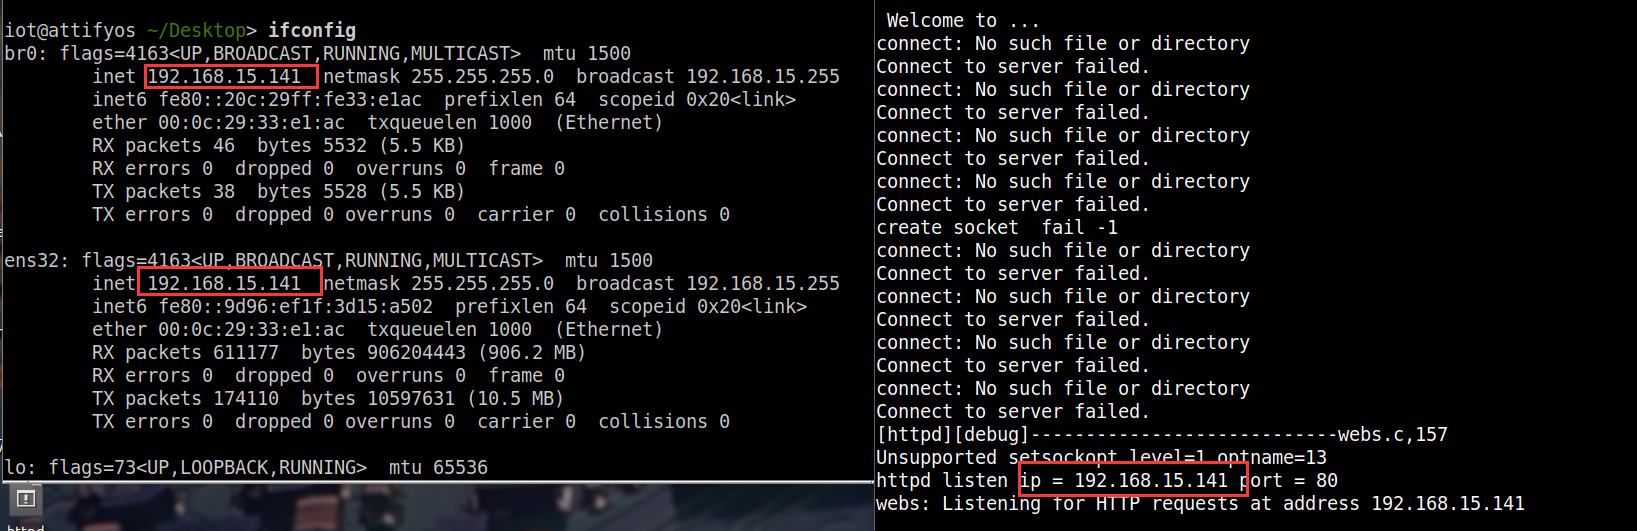 iot@attifyos ~/Desktop> ifconfig
br0: flags=4163<UP,BROADCAST,RUNNING,MULTICAST>  mtu 1500
inet 192.168.15.141  netmask 255.255.255.0  broadcast 192.168.15.255
inet6 fe80::20c:29ff:fe33:e1ac  prefixlen 64  scopeid 0x20<link>
ether 00:0c:29:33:e1:ac  txqueuelen 1000  (Ethernet)
RX packets 46  bytes 5532 (5.5 KB)
RX errors 0  dropped 0  overruns 0  frame 0
TX packets 38  bytes 5528 (5.5 KB)
TX errors 0  dropped 0 overruns 0  carrier 0  collisions 0
ens32: flags=4163<UP,BROADCAST,RUNNING,MULTICAST>  mtu 1500
inet 192.168.15.141  netmask 255.255.255.0  broadcast 192.168.15.255
inet6 fe80::9d96:ef1f:3d15:a502  prefixlen 64  scopeid 0x20<link>
ether 00:0c:29:33:e1:ac  txqueuelen 1000  (Ethernet)
RX packets 611177  bytes 906204443 (906.2 MB)
RX errors 0  dropped 0  overruns 0  frame 0
TX packets 174110  bytes 10597631 (10.5 MB)
TX errors 0  dropped 0 overruns 0  carrier 0  collisions 0
lo: flags=73<UP,LOOPBACK,RUNNING>  mtu 65536
Welcome to ...
connect: No such file or directory
Connect to server failed.
connect: No such file or directory
Connect to server failed.
connect: No such file or directory
Connect to server failed.
connect: No such file or directory
Connect to server failed.
create socket  fail -1
connect: No such file or directory
Connect to server failed.
connect: No such file or directory
Connect to server failed.
connect: No such file or directory
Connect to server failed.
connect: No such file or directory
Connect to server failed.
[httpd][debug]----------------------------webs.c,157
Unsupported setsockopt level=1 optname=13
httpd listen ip = 192.168.15.141 port = 80
webs: Listening for HTTP requests at address 192.168.15.141